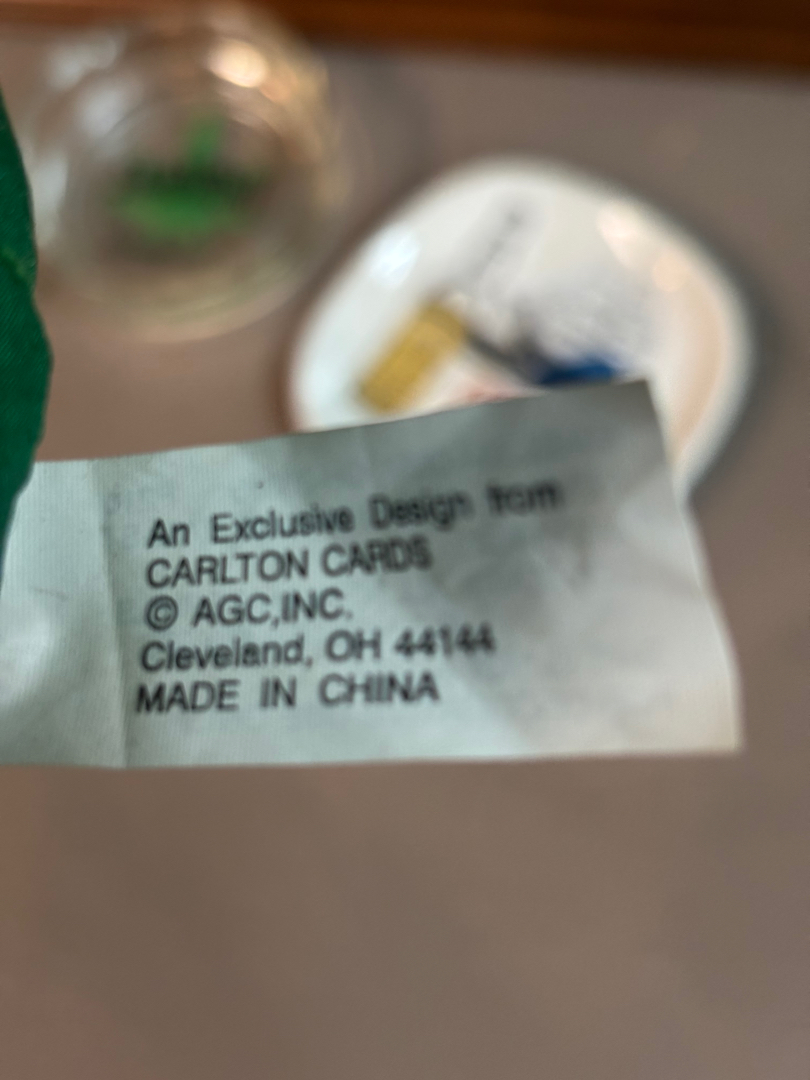 An Exclusive Design from
CARLTON CARDS
© AGC,INC.
Cleveland, OH 44144
MADE IN CHINA